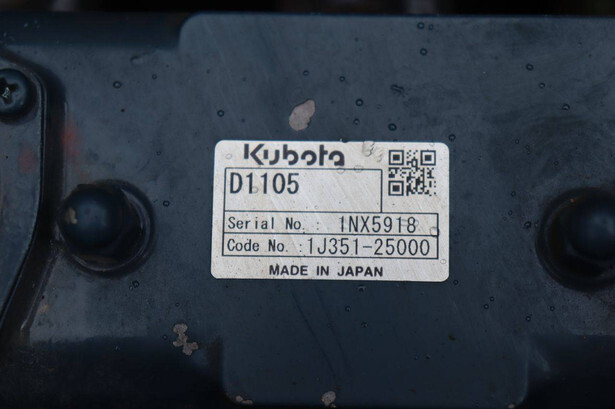 Kubota
D1105
Serial No. : 1NX5918
Code No. : 1J351-25000
MADE IN JAPAN